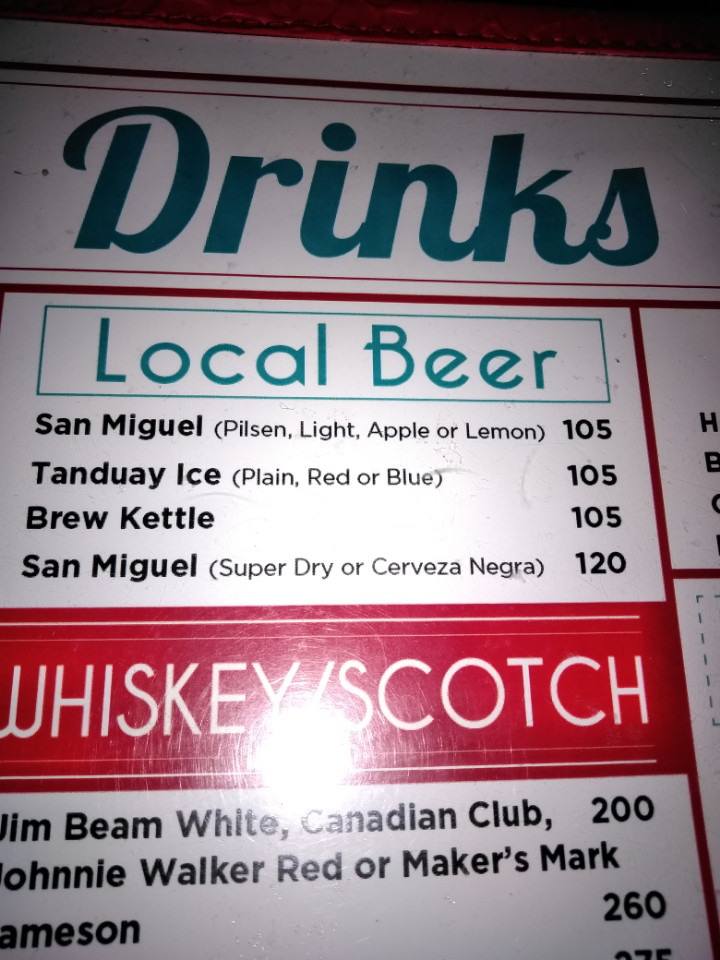 Drinks
Local Beer
San Miguel (Pilsen, Light, Apple or Lemon) 105
Tanduay Ice (Plain, Red or Blue) 105
Brew Kettle 105
San Miguel (Super Dry or Cerveza Negra) 120
WHISKEY/SCOTCH
Jim Beam White, Canadian Club, 200
Johnnie Walker Red or Maker's Mark
ameson 260
275